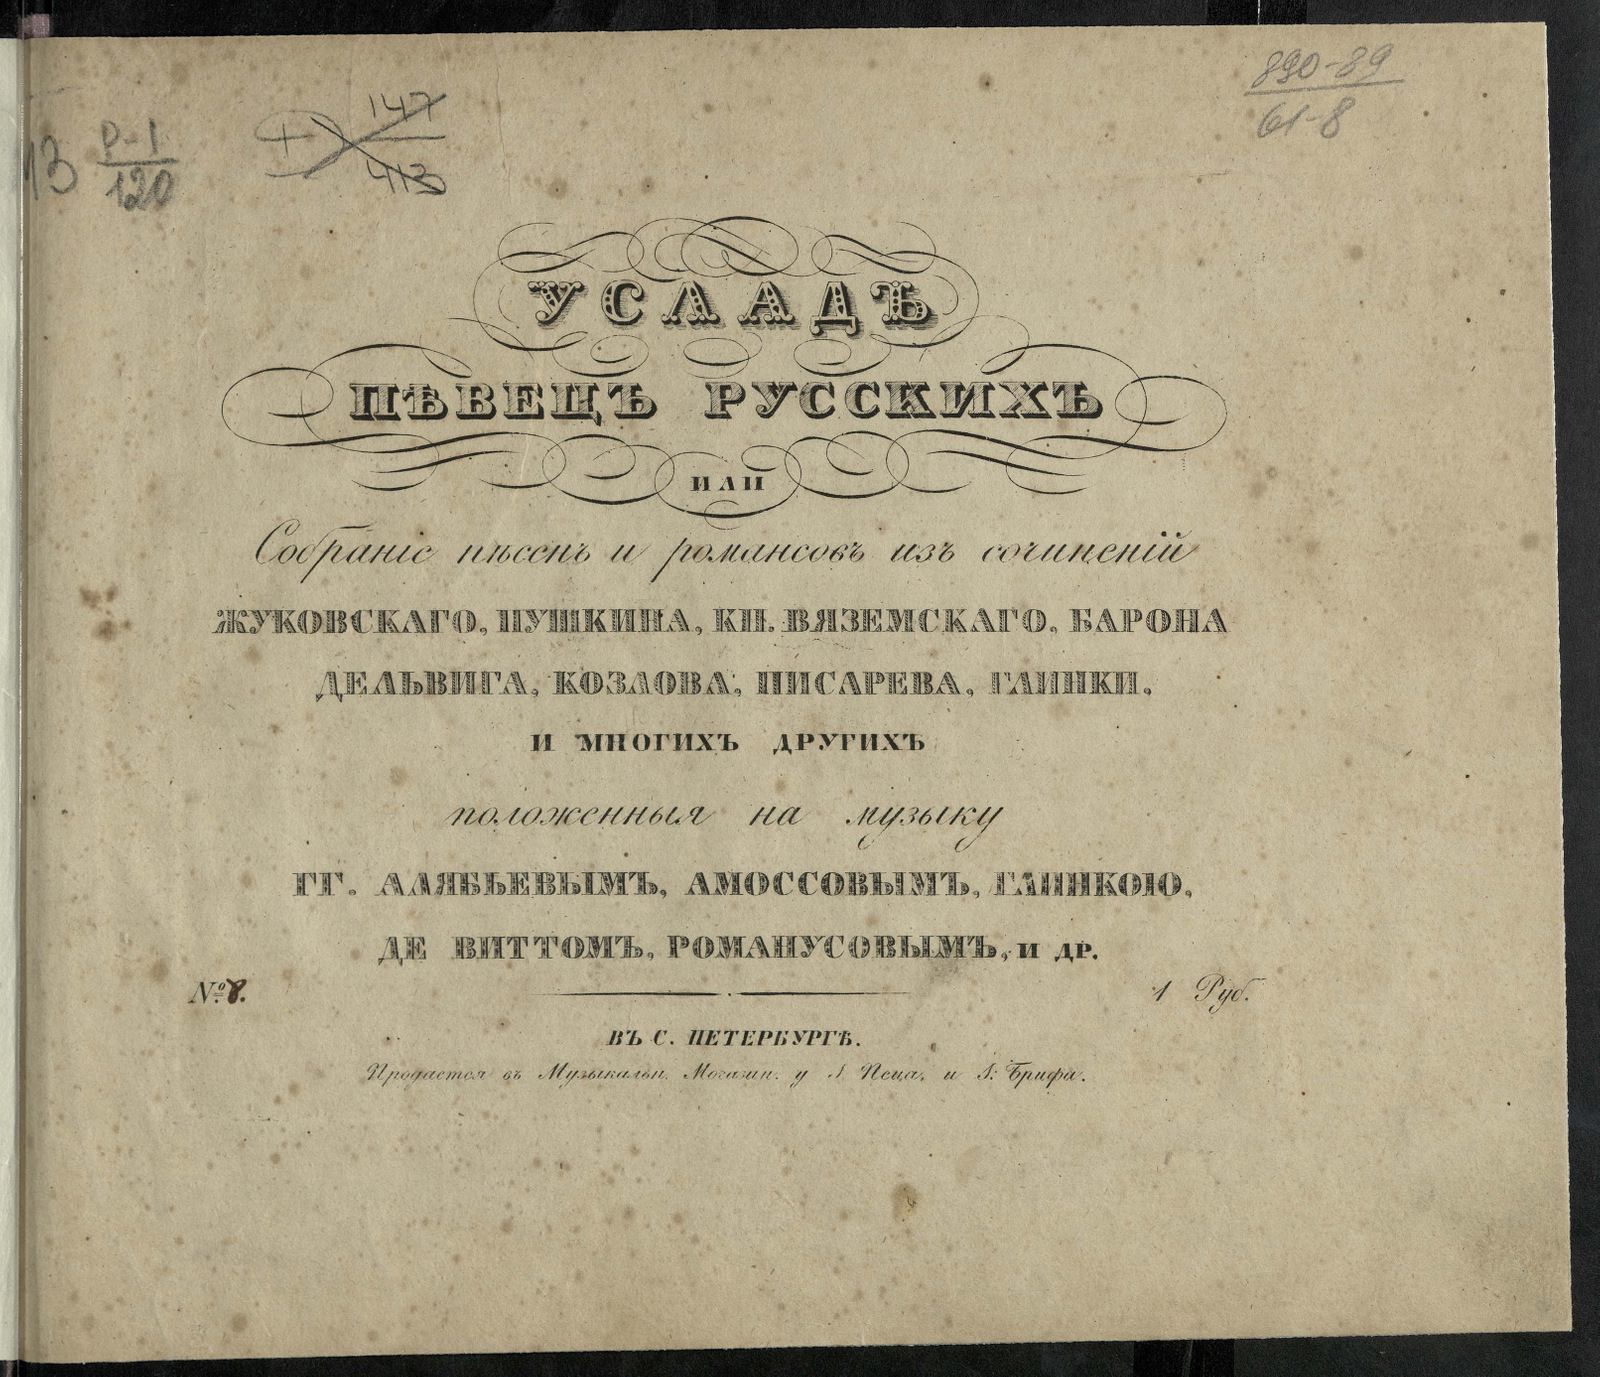 890-89
61-8
147
413
Р-1
120
13
УСЛАДЪ
ПѢВЕЦЪ РУССКИХЪ
ИЛИ
Собраніе пѣсенъ и романсовъ изъ сочиненій
ЖУКОВСКАГО, ПУШКИНА, КН. ВЯЗЕМСКАГО, БАРОНА
ДЕЛЬВИГА, КОЗЛОВА, ПИСАРЕВА, ГЛИНКИ,
И МНОГИХЪ ДРУГИХЪ
положенныя на музыку
ГГ. АЛЯБЬЕВЫМЪ, АМОССОВЫМЪ, ГЛИНКОЮ,
ДЕ ВИТТОМЪ, РОМАНУСОВЫМЪ, И ДР.
№ 8.
1 Руб.
ВЪ С. ПЕТЕРБУРГѢ.
Продается въ Музыкальн. Магазин. у Л Пеца, и Брифа.